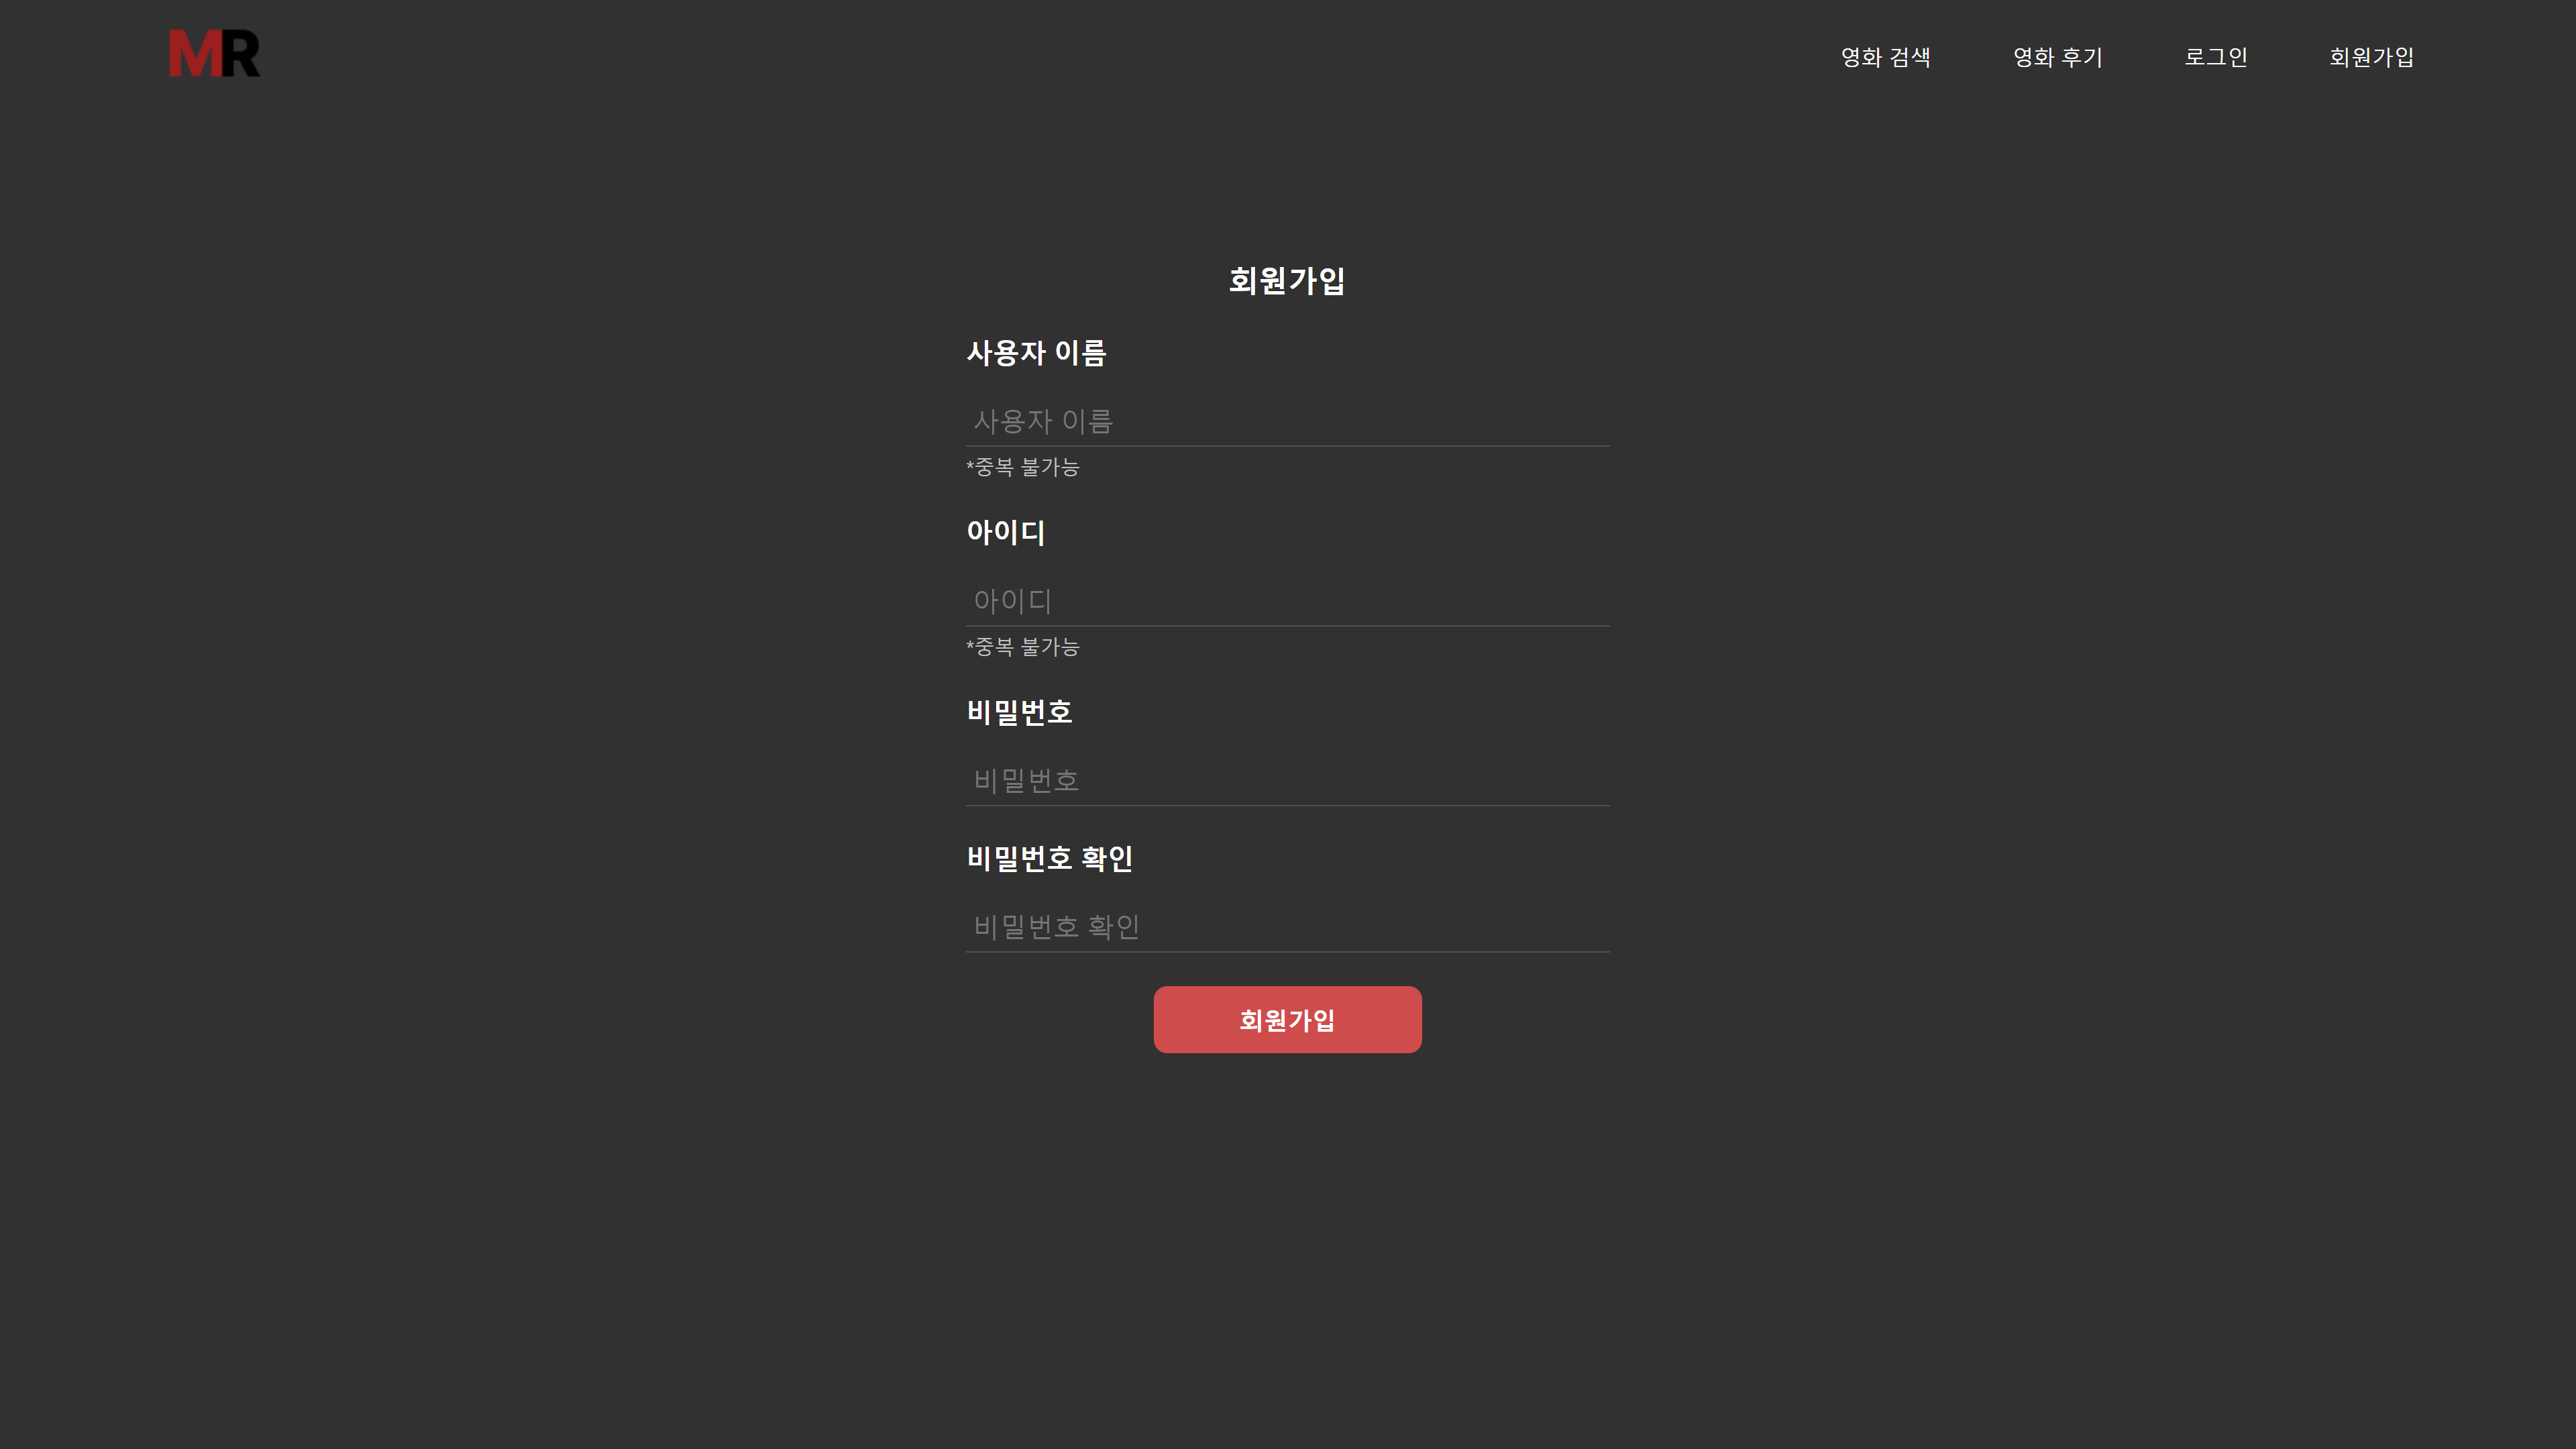 MR
영화 검색
영화 후기
로그인
회원가입
회원가입
사용자 이름
사용자 이름
*중복 불가능
아이디
아이디
*중복 불가능
비밀번호
비밀번호
비밀번호 확인
비밀번호 확인
회원가입